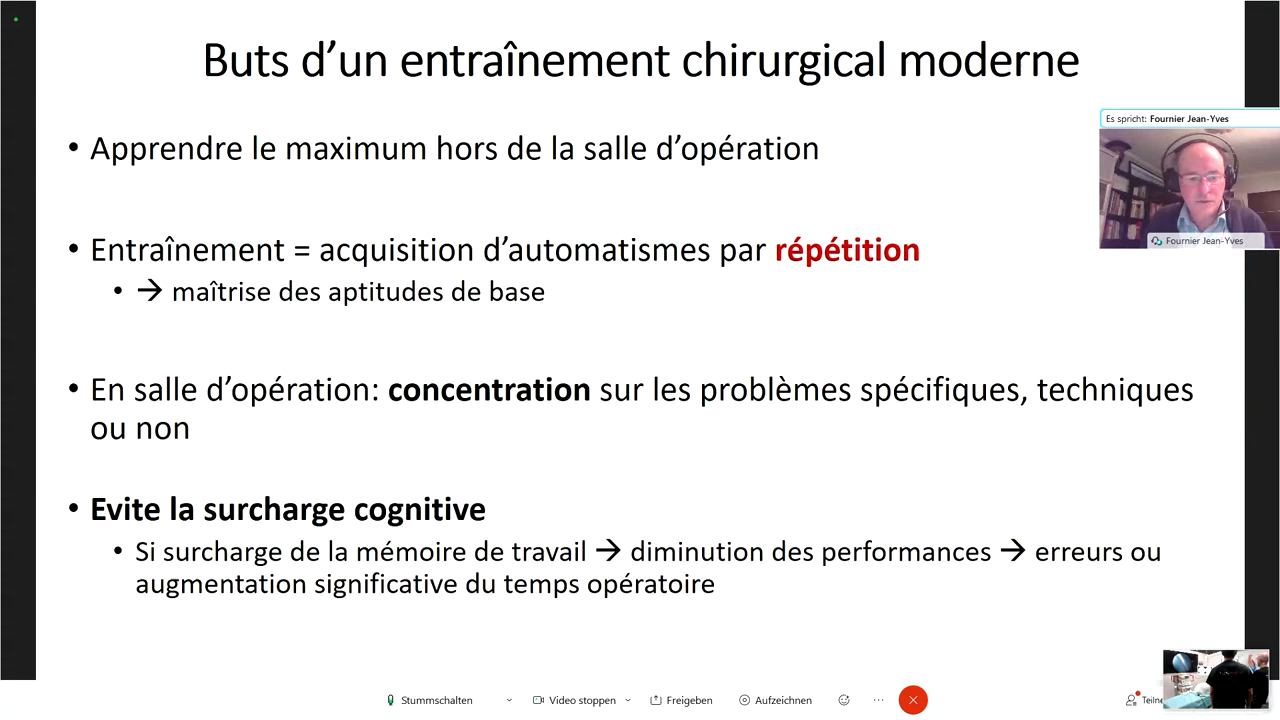 Buts d’un entraînement chirurgical moderne
Es spricht: Fournier Jean-Yves
• Apprendre le maximum hors de la salle d’opération
Fournier Jean-Yves
• Entraînement = acquisition d’automatismes par répétition
• → maîtrise des aptitudes de base
• En salle d’opération: concentration sur les problèmes spécifiques, techniques
ou non
• Evite la surcharge cognitive
• Si surcharge de la mémoire de travail → diminution des performances → erreurs ou
augmentation significative du temps opératoire
Stummschalten Video stoppen Freigeben Aufzeichnen